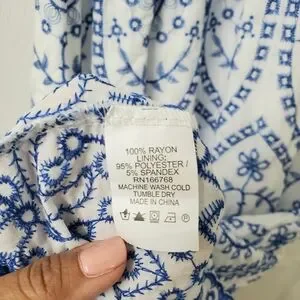 100% RAYON
LINING:
95% POLYESTER /
5% SPANDEX
RN166768
MACHINE WASH COLD
TUMBLE DRY
MADE IN CHINA